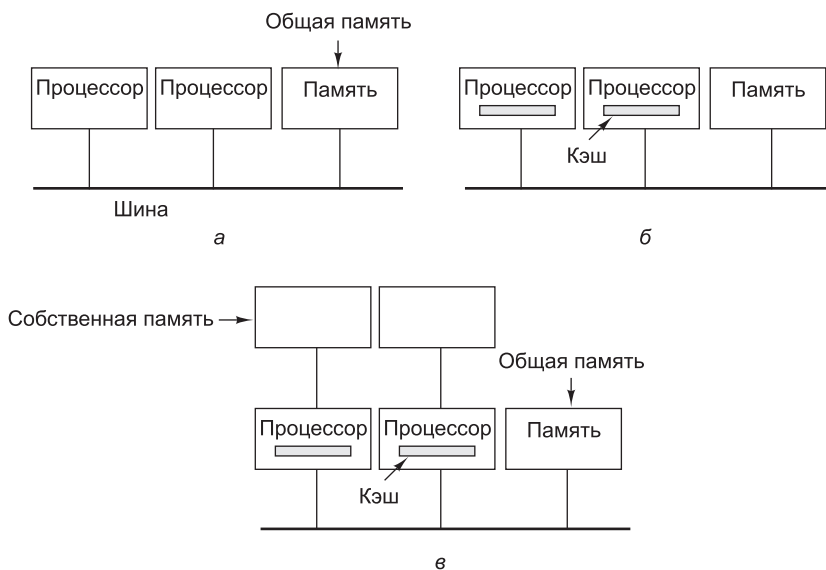 Общая память
Процессор
Процессор
Память
Шина
а
Процессор
Процессор
Память
Кэш
б
Собственная память
Общая память
Процессор
Процессор
Память
Кэш
в